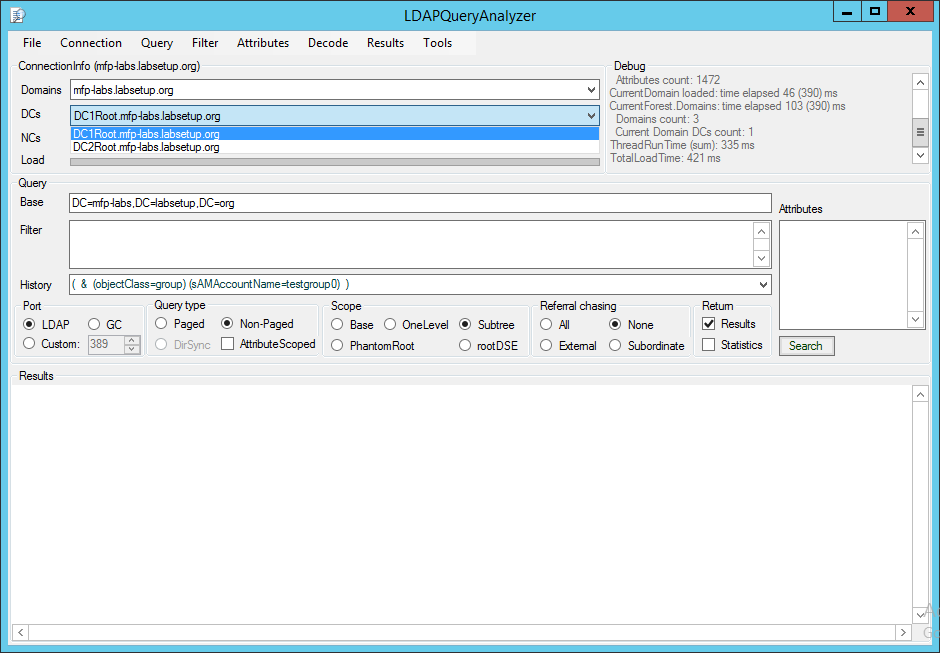 LDAPQueryAnalyzer
File Connection Query Filter Attributes Decode Results Tools
ConnectionInfo (mfp-labs.labsetup.org)
Domains mfp-labs.labsetup.org
DCs DC1Root.mfp-labs.labsetup.org
DC1Root.mfp-labs.labsetup.org
NCs DC2Root.mfp-labs.labsetup.org
Load
Debug
Attributes count: 1472
CurrentDomain loaded: time elapsed 46 (390) ms
CurrentForest.Domains: time elapsed 103 (390) ms
Domains count: 3
Current Domain DCs count: 1
ThreadRunTime (sum): 335 ms
TotalLoadTime: 421 ms
Query
Base DC=mfp-labs,DC=labsetup,DC=org
Filter
History ( & (objectClass=group) (sAMAccountName=testgroup0) )
Attributes
Port
LDAP GC
Custom: 389
Query type
Paged Non-Paged
DirSync AttributeScoped
Scope
Base OneLevel Subtree
PhantomRoot rootDSE
Referral chasing
All None
External Subordinate
Return
Results
Statistics
Search
Results